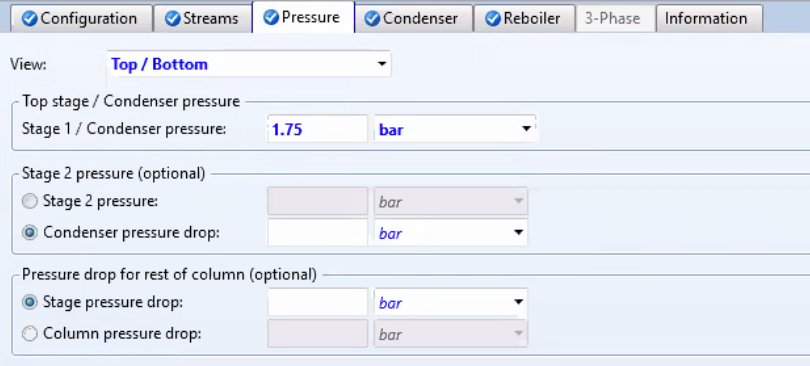 Configuration Streams Pressure Condenser Reboiler 3-Phase Information
View: Top / Bottom
Top stage / Condenser pressure
Stage 1 / Condenser pressure: 1.75 bar
Stage 2 pressure (optional)
Stage 2 pressure: bar
Condenser pressure drop: bar
Pressure drop for rest of column (optional)
Stage pressure drop: bar
Column pressure drop: bar